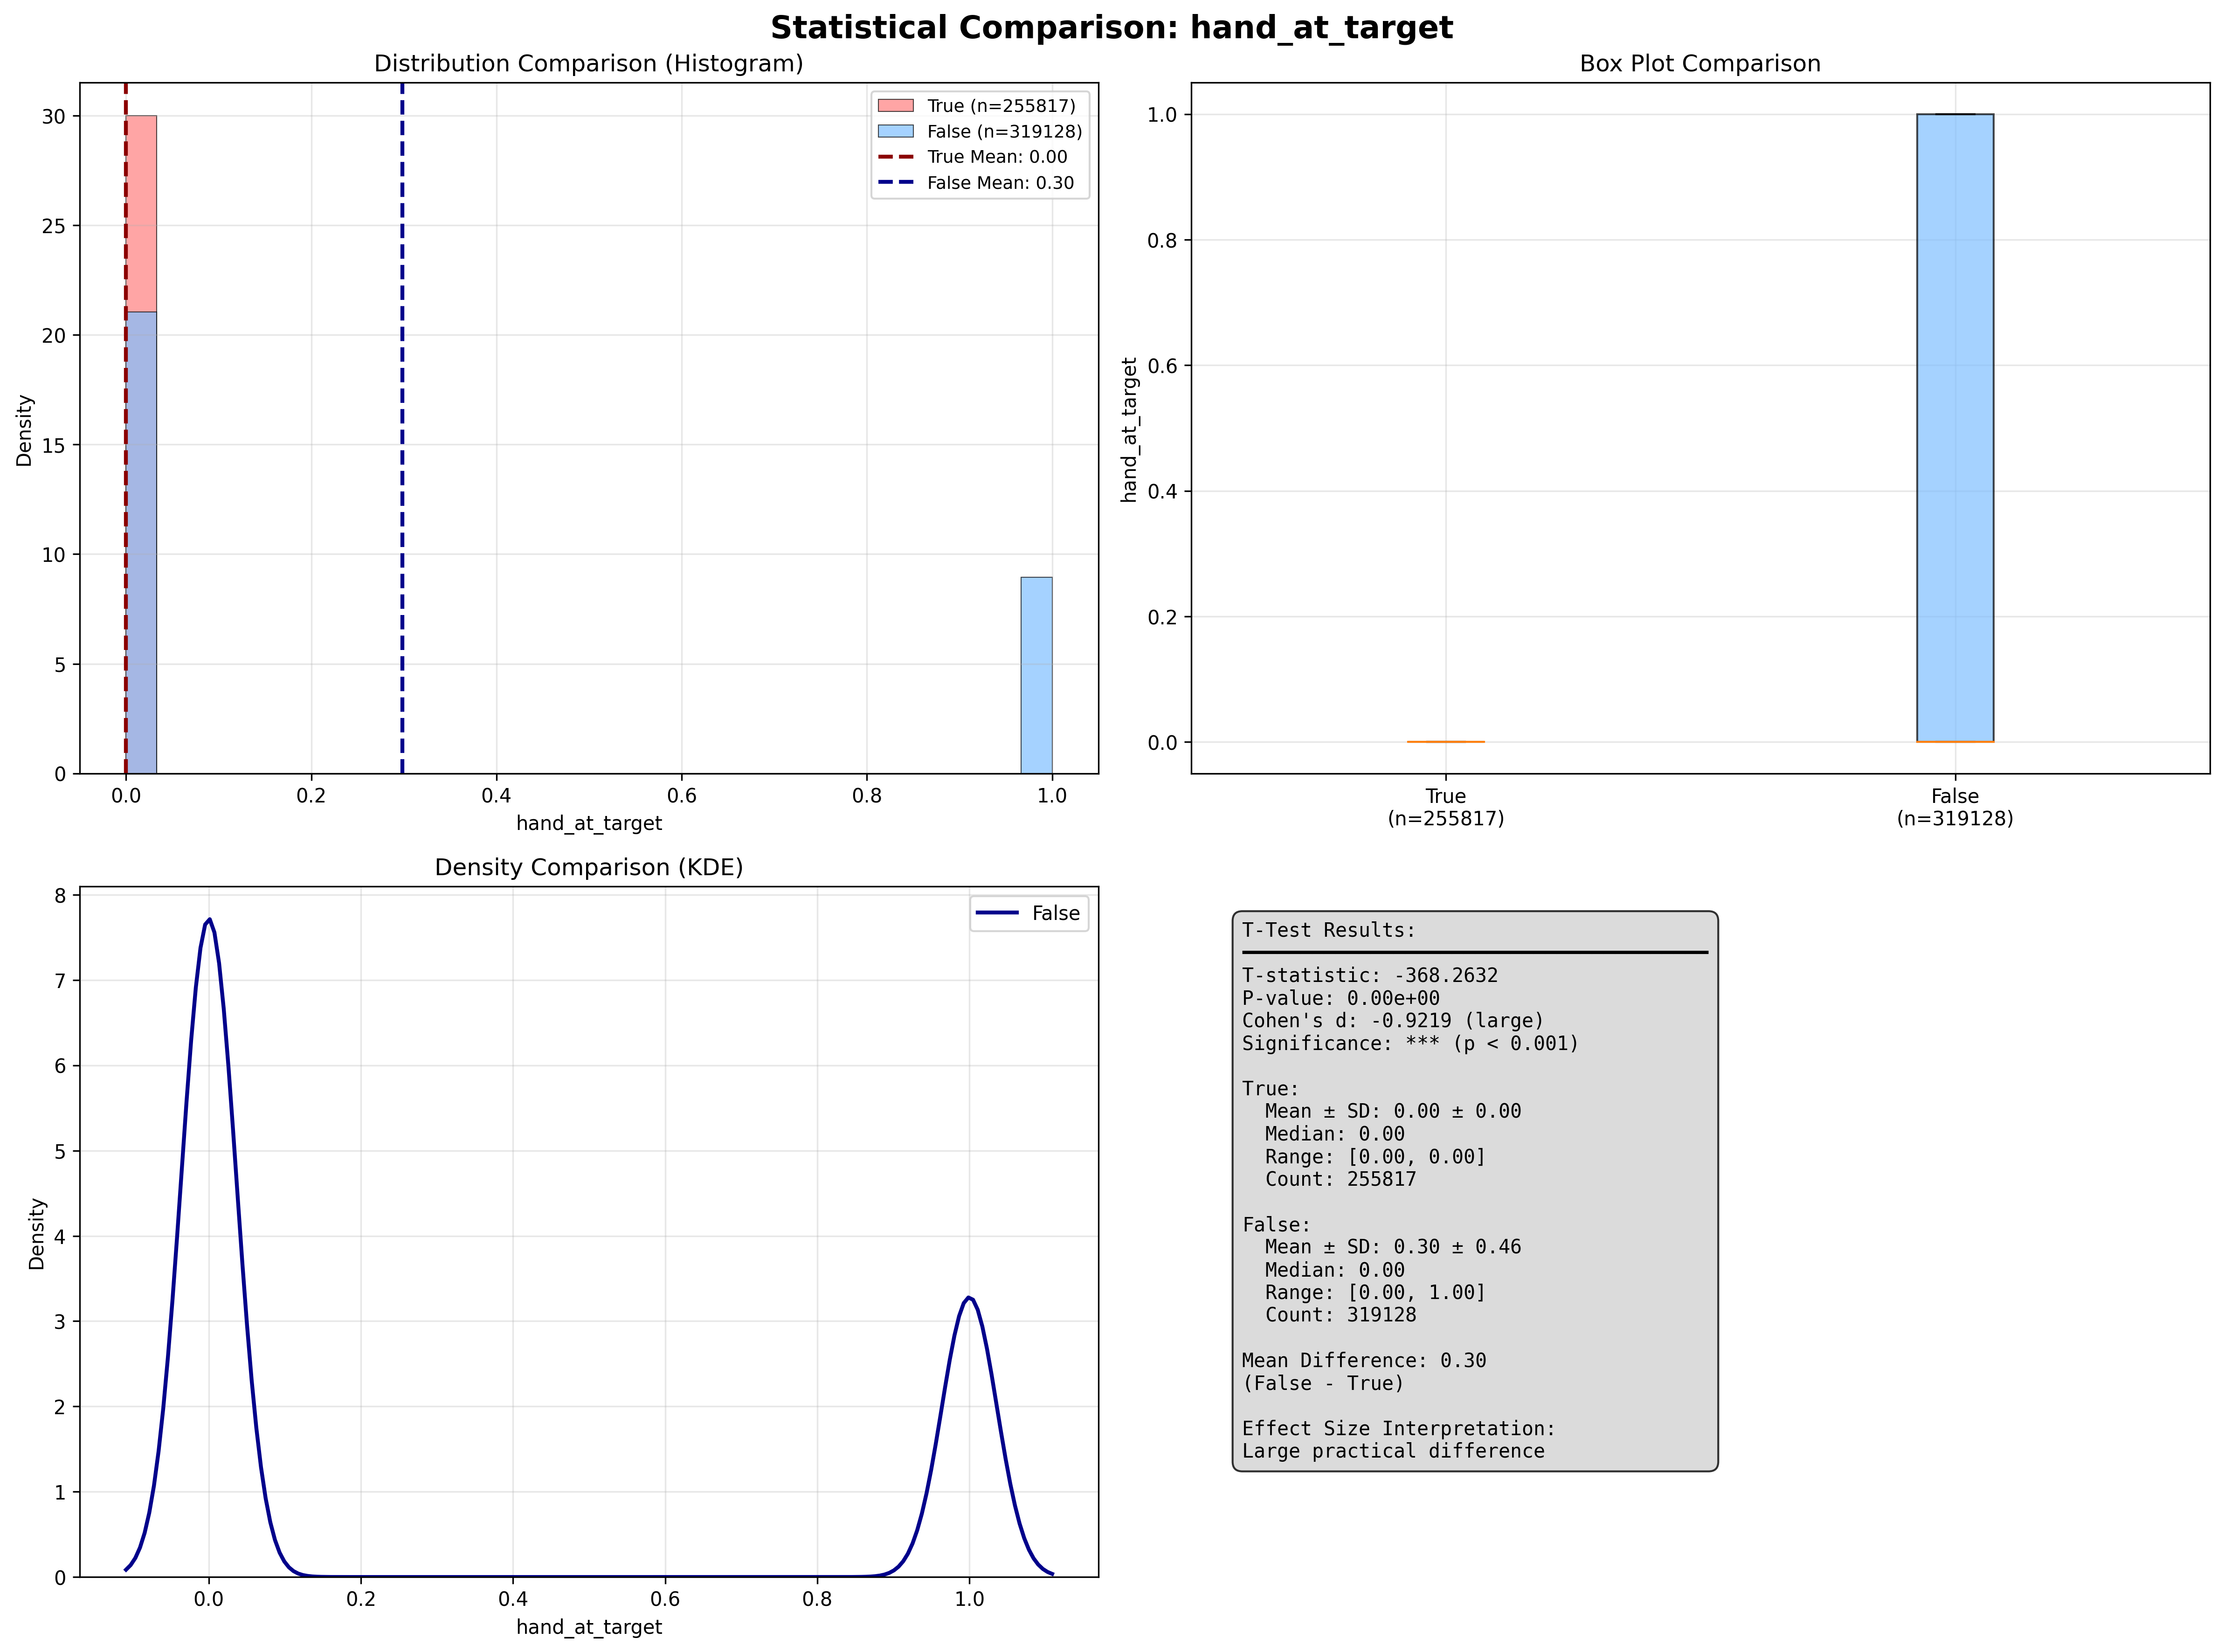 Statistical Comparison: hand_at_target
Distribution Comparison (Histogram)
30
25
20
15
10
5
0
Density
0.0 0.2 0.4 0.6 0.8 1.0
hand_at_target
True (n=255817)
False (n=319128)
True Mean: 0.00
False Mean: 0.30
Box Plot Comparison
1.0
0.8
0.6
0.4
0.2
0.0
hand_at_target
True
(n=255817)
False
(n=319128)
Density Comparison (KDE)
8
7
6
5
4
3
2
1
0
Density
0.0 0.2 0.4 0.6 0.8 1.0
hand_at_target
False
T-Test Results:
T-statistic: -368.2632
P-value: 0.00e+00
Cohen's d: -0.9219 (large)
Significance: *** (p < 0.001)
True:
Mean ± SD: 0.00 ± 0.00
Median: 0.00
Range: [0.00, 0.00]
Count: 255817
False:
Mean ± SD: 0.30 ± 0.46
Median: 0.00
Range: [0.00, 1.00]
Count: 319128
Mean Difference: 0.30
(False - True)
Effect Size Interpretation:
Large practical difference